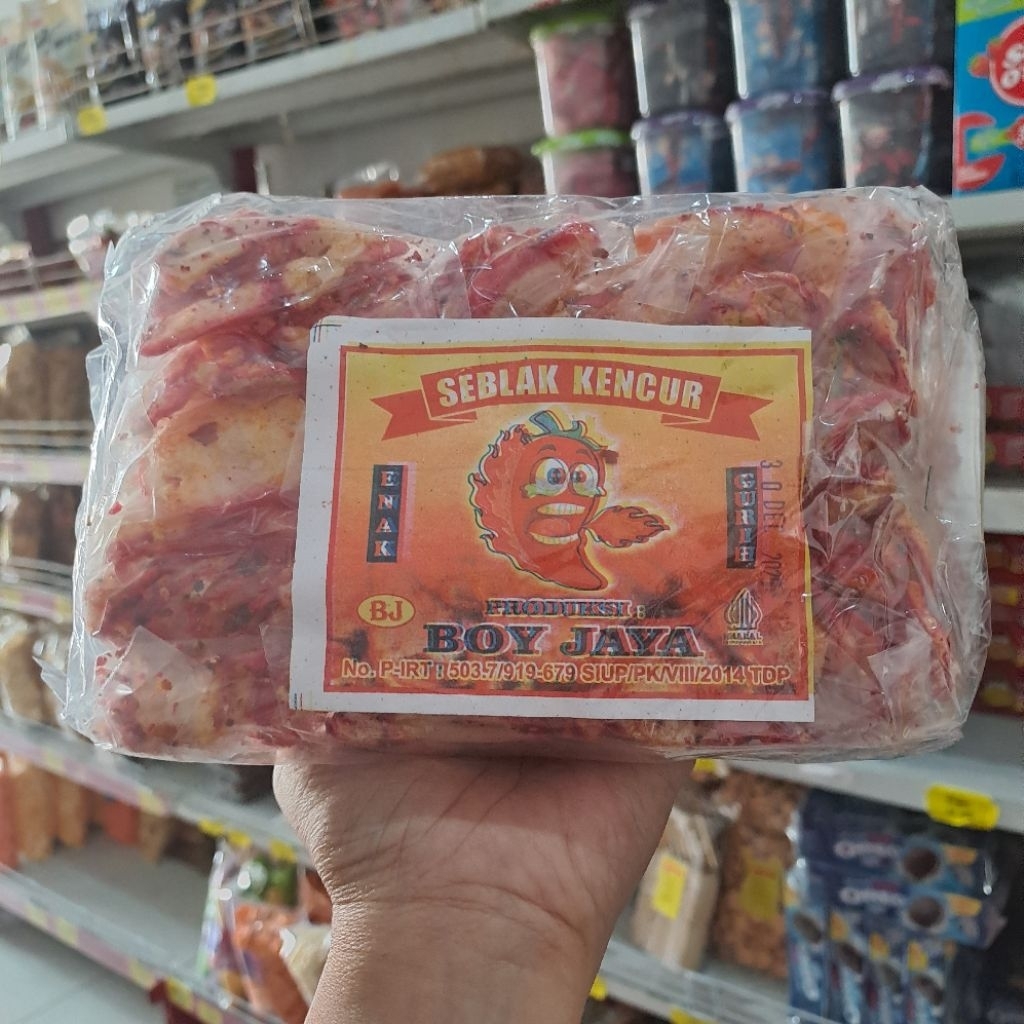 SEBLAK KENCUR
ENAK
GURIH
BJ
PRODUKSI :
BOY JAYA
No. P-IRT : 503.7/919-679 SIUP/PK/VIII/2014 TDP